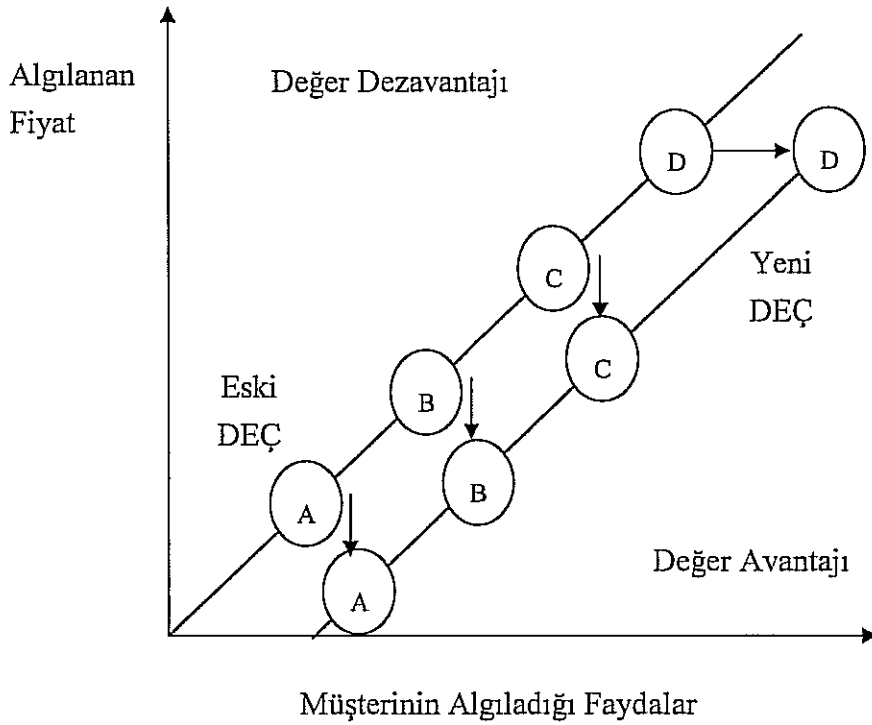 Algılanan
Fiyat
Değer Dezavantajı
D
D
C
Yeni
DEÇ
C
B
Eski
DEÇ
B
A
Değer Avantajı
A
Müşterinin Algıladığı Faydalar